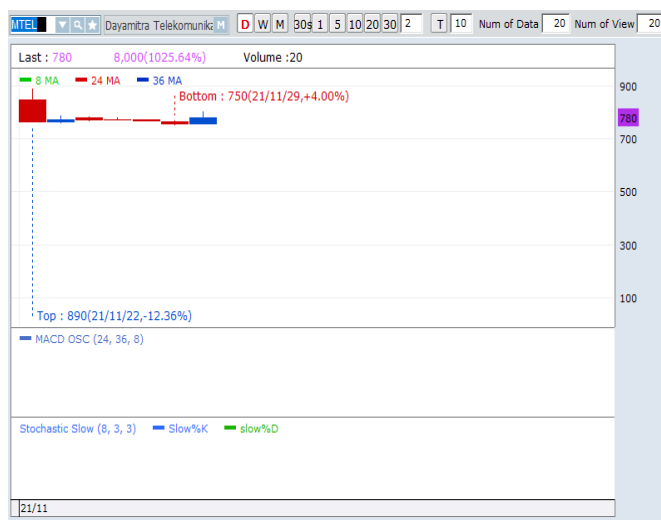 MTEL Dayamitra Telekomunika M D W M 30s 1 5 10 20 30 2 T 10 Num of Data 20 Num of View 20
Last : 780 8,000(1025.64%) Volume :20
8 MA 24 MA 36 MA
Bottom : 750(21/11/29,+4.00%)
900
780
700
500
300
100
Top : 890(21/11/22,-12.36%)
MACD OSC (24, 36, 8)
Stochastic Slow (8, 3, 3) Slow%K slow%D
21/11